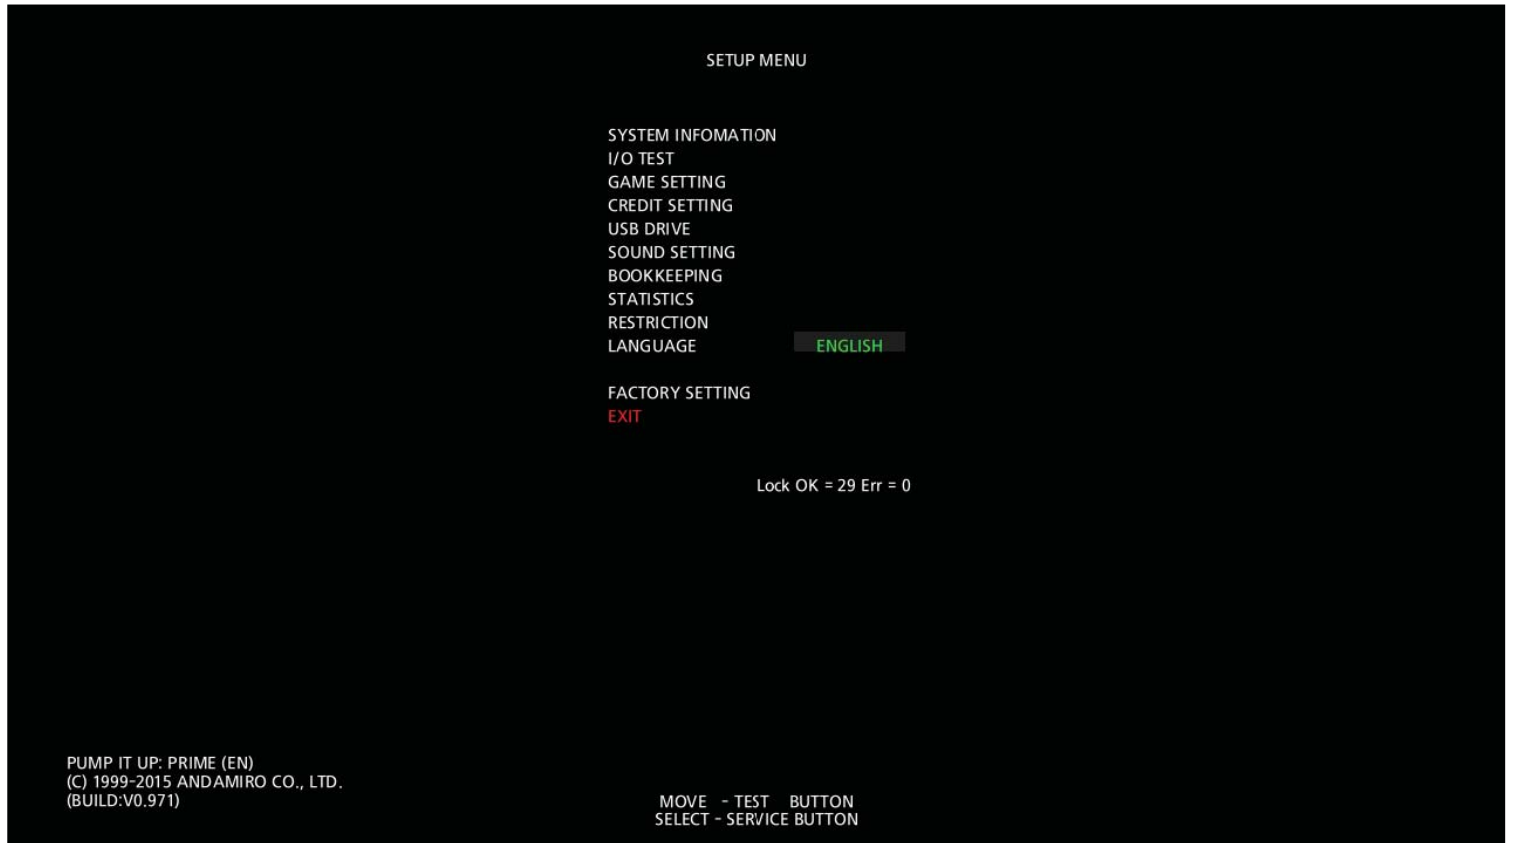 SETUP MENU
SYSTEM INFOMATION
I/O TEST
GAME SETTING
CREDIT SETTING
USB DRIVE
SOUND SETTING
BOOKKEEPING
STATISTICS
RESTRICTION
LANGUAGE ENGLISH
FACTORY SETTING
EXIT
Lock OK = 29 Err = 0
PUMP IT UP: PRIME (EN)
(C) 1999-2015 ANDAMIRO CO., LTD.
(BUILD:V0.971)
MOVE - TEST BUTTON
SELECT - SERVICE BUTTON